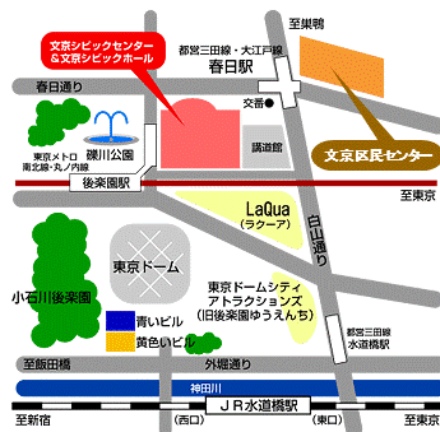 至巣鴨
文京シビックセンター
&文京シビックホール
都営三田線・大江戸線
春日駅
春日通り
交番
礫川公園
講道館
文京区民センター
東京メトロ
南北線・丸ノ内線
後楽園駅
至東京
LaQua
(ラクーア)
白山通り
東京ドーム
小石川後楽園
東京ドームシティ
アトラクションズ
(旧後楽園ゆうえんち)
青いビル
黄色いビル
都営三田線
水道橋駅
至飯田橋
外堀通り
神田川
JR水道橋駅
至新宿
(西口)
(東口)
至東京